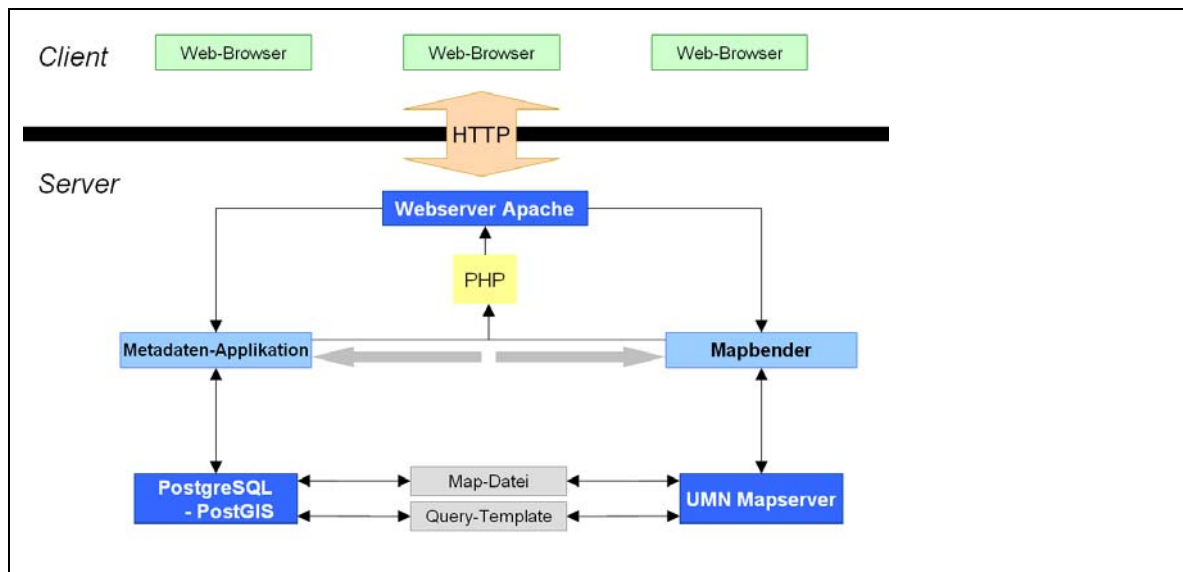 Client
Web-Browser
Web-Browser
Web-Browser
HTTP
Server
Webserver Apache
PHP
Metadaten-Applikation
Mapbender
PostgreSQL
- PostGIS
Map-Datei
Query-Template
UMN Mapserver